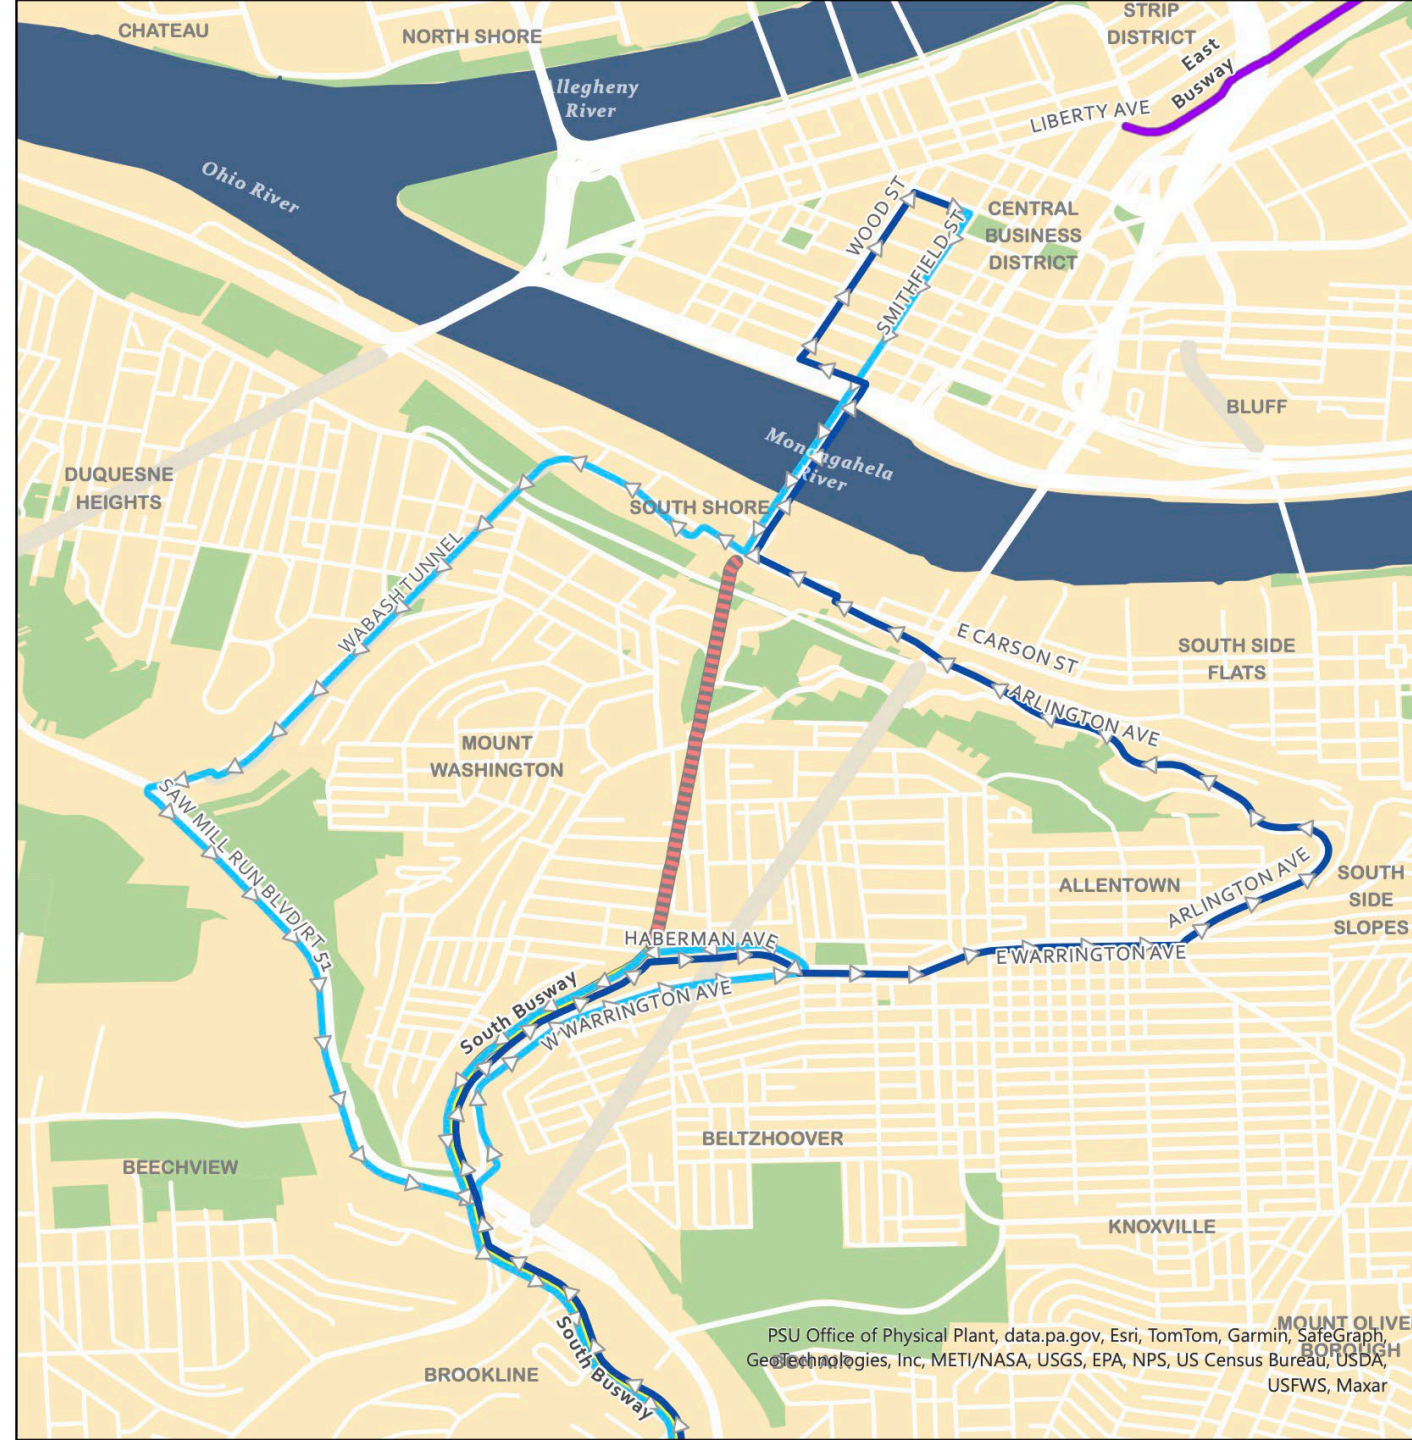 CHATEAU
NORTH SHORE
STRIP
DISTRICT
East
Busway
Allegheny
River
LIBERTY AVE
Ohio River
WOOD ST
SMITHFIELD ST
CENTRAL
BUSINESS
DISTRICT
BLUFF
Monongahela
River
DUQUESNE
HEIGHTS
SOUTH SHORE
WABASH TUNNEL
E CARSON ST
SOUTH SIDE
FLATS
ARLINGTON AVE
MOUNT
WASHINGTON
SAW MILL RUN BLVD/RT 51
ALLENTOWN
ARLINGTON AVE
SOUTH
SIDE
SLOPES
HABERMAN AVE
E WARRINGTON AVE
South Busway
W WARRINGTON AVE
BELTZHOOVER
BEECHVIEW
KNOXVILLE
MOUNT OLIVE
BOROUGH
South Busway
BROOKLINE
PSU Office of Physical Plant, data.pa.gov, Esri, TomTom, Garmin, SafeGraph,
GeoTechnologies, Inc, METI/NASA, USGS, EPA, NPS, US Census Bureau, USDA,
USFWS, Maxar